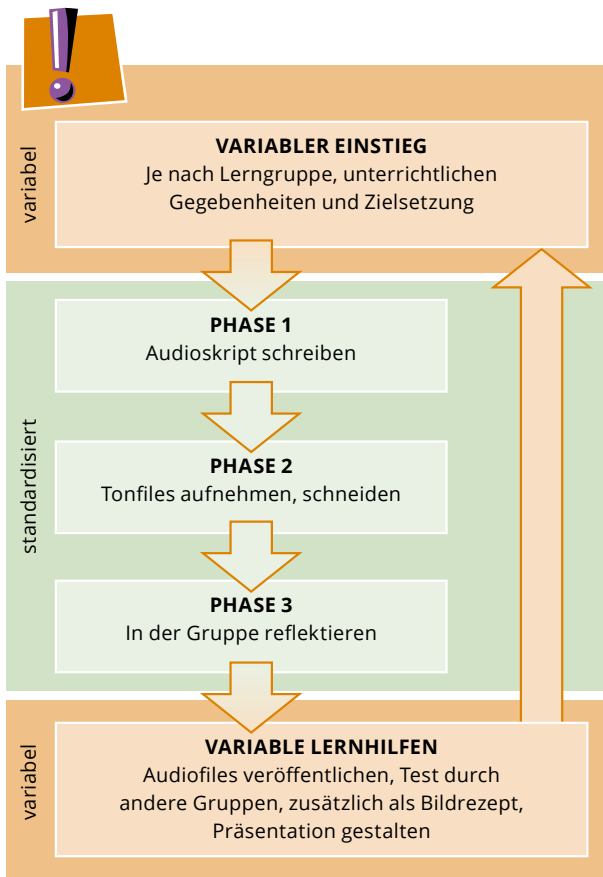 variabel
VARIABLER EINSTIEG
Je nach Lerngruppe, unterrichtlichen
Gegebenheiten und Zielsetzung
standardisiert
PHASE 1
Audioskript schreiben
PHASE 2
Tonfiles aufnehmen, schneiden
PHASE 3
In der Gruppe reflektieren
variabel
VARIABLE LERNHILFEN
Audiofiles veröffentlichen, Test durch
andere Gruppen, zusätzlich als Bildrezept,
Präsentation gestalten